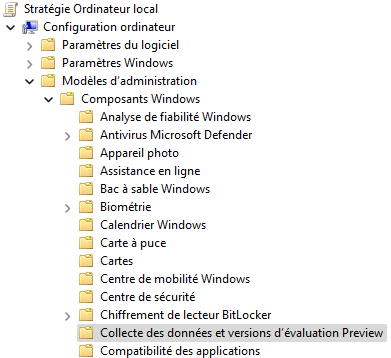 Stratégie Ordinateur local
Configuration ordinateur
Paramètres du logiciel
Paramètres Windows
Modèles d'administration
Composants Windows
Analyse de fiabilité Windows
Antivirus Microsoft Defender
Appareil photo
Assistance en ligne
Bac à sable Windows
Biométrie
Calendrier Windows
Carte à puce
Cartes
Centre de mobilité Windows
Centre de sécurité
Chiffrement de lecteur BitLocker
Collecte des données et versions d'évaluation Preview
Compatibilité des applications